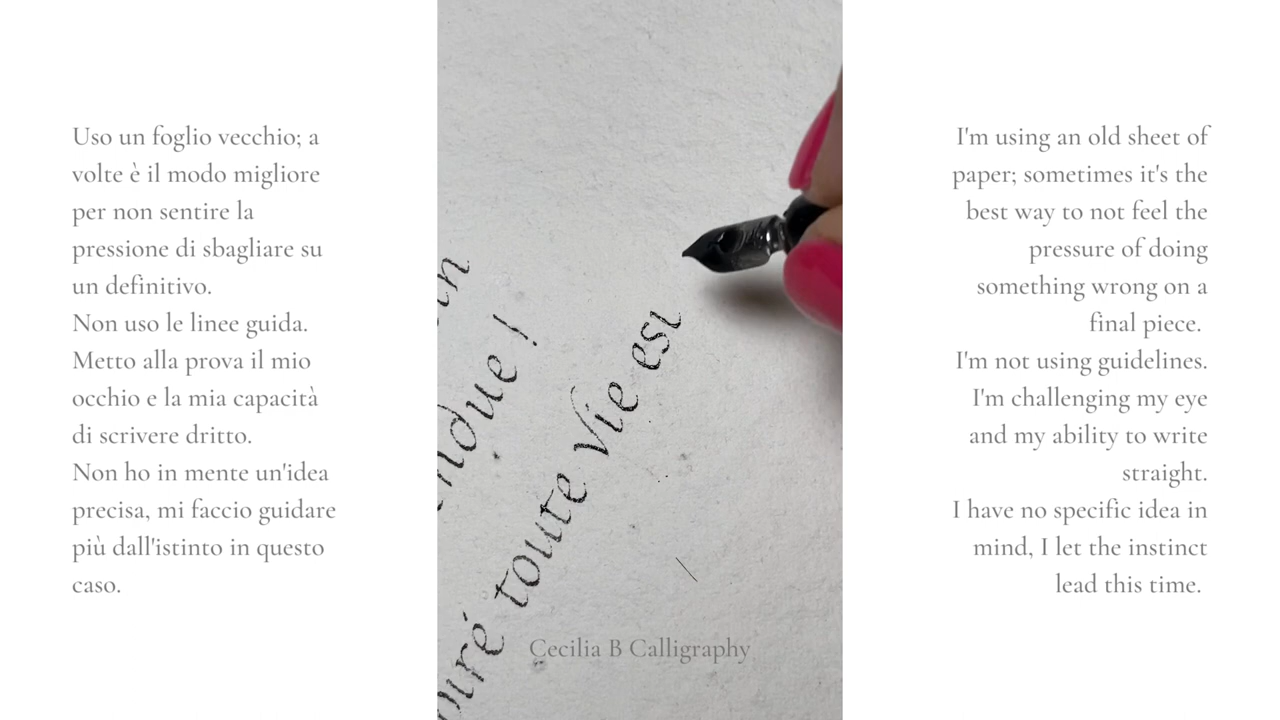 Uso un foglio vecchio; a
volte è il modo migliore
per non sentire la
pressione di sbagliare su
un definitivo.
Non uso le linee guida.
Metto alla prova il mio
occhio e la mia capacità
di scrivere dritto.
Non ho in mente un'idea
precisa, mi faccio guidare
più dall'istinto in questo
caso.
ndue !
toute Vie est
Cecilia B Calligraphy
I'm using an old sheet of
paper; sometimes it's the
best way to not feel the
pressure of doing
something wrong on a
final piece.
I'm not using guidelines.
I'm challenging my eye
and my ability to write
straight.
I have no specific idea in
mind, I let the instinct
lead this time.